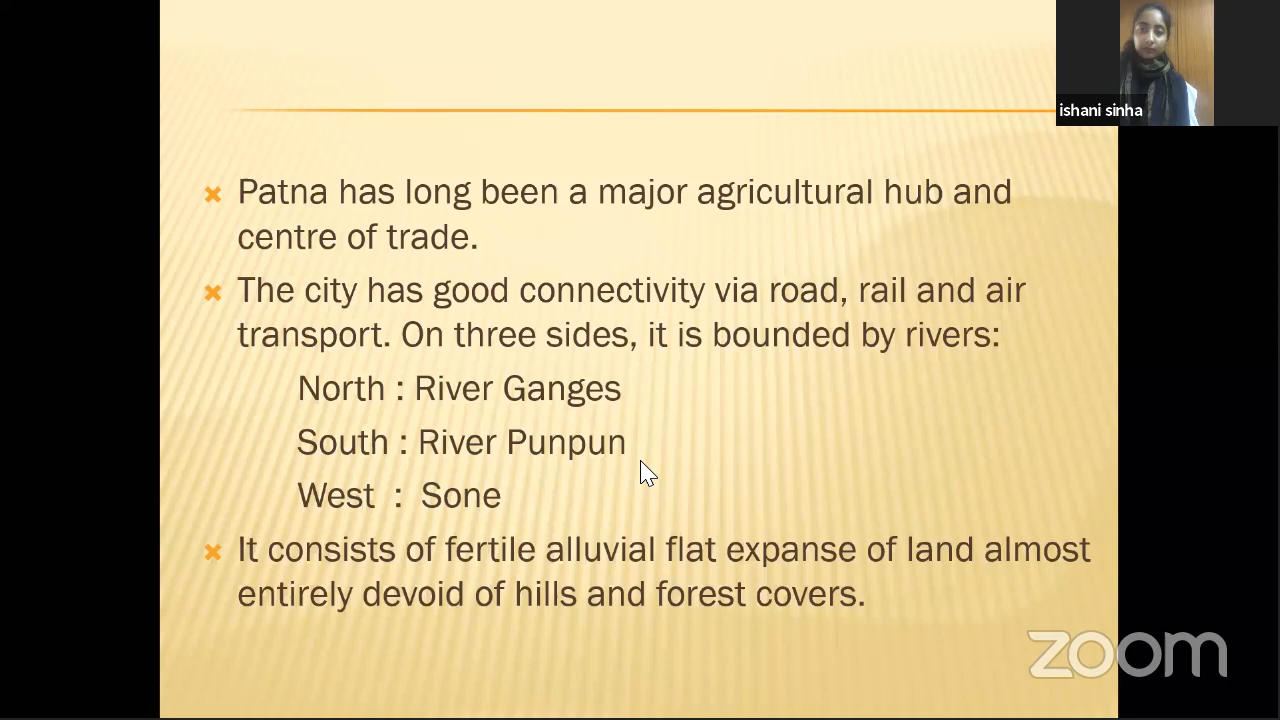 ishani sinha
Patna has long been a major agricultural hub and
centre of trade.
The city has good connectivity via road, rail and air
transport. On three sides, it is bounded by rivers:
North : River Ganges
South : River Punpun
West : Sone
It consists of fertile alluvial flat expanse of land almost
entirely devoid of hills and forest covers.
zoom